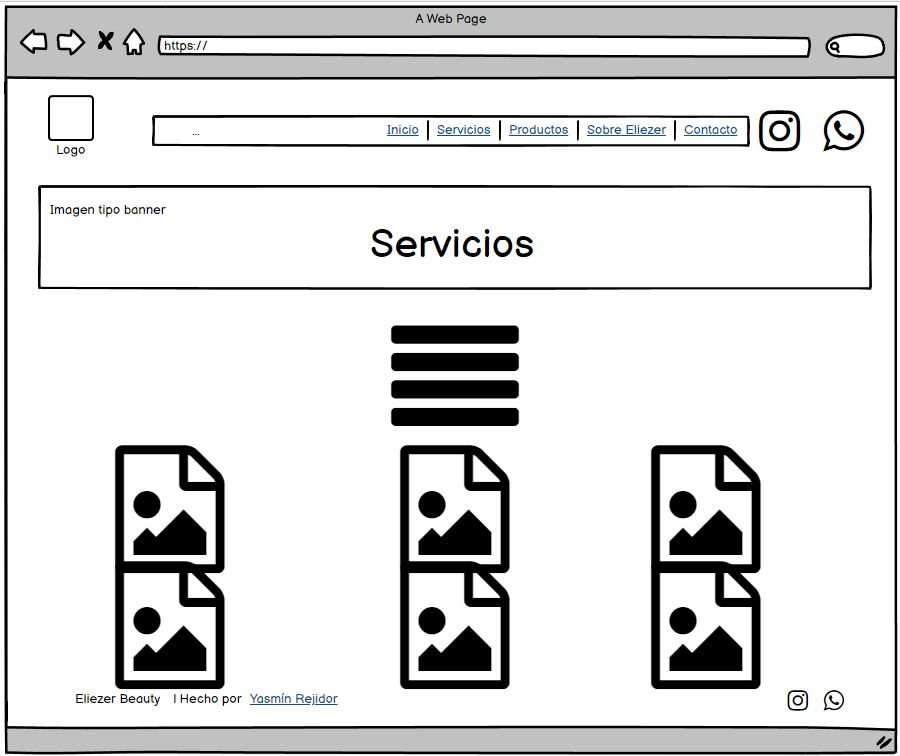 A Web Page
https://
Logo
... Inicio Servicios Productos Sobre Eliezer Contacto
Imagen tipo banner
Servicios
Eliezer Beauty | Hecho por Yasmín Rejidor